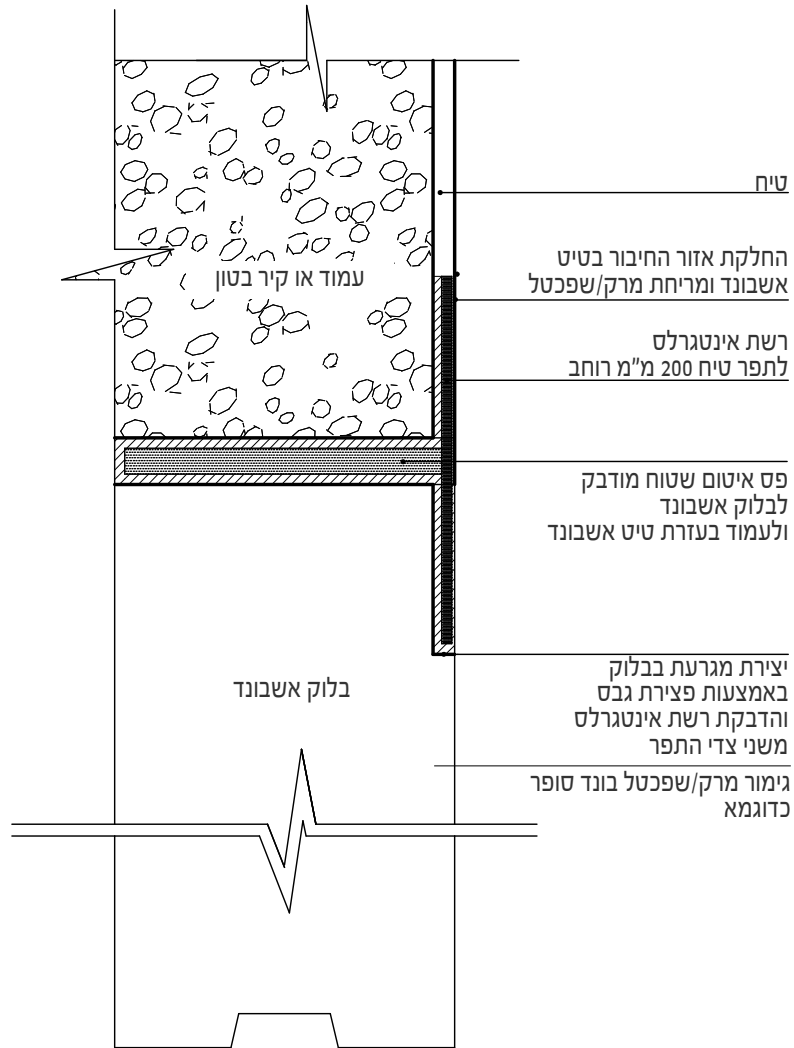 טיח
החלקת אזור החיבור בטיט
אשבונד ומריחת מרק/שפכטל
עמוד או קיר בטון
רשת אינטגרלס
לתפר טיח 200 מ"מ רוחב
פס איטום שטוח מודבק
לבלוק אשבונד
ולעמוד בעזרת טיט אשבונד
יצירת מגרעת בבלוק
באמצעות פצירת גבס
והדבקת רשת אינטגרלס
משני צדי התפר
בלוק אשבונד
גימור מרק/שפכטל בונד סופר
כדוגמא